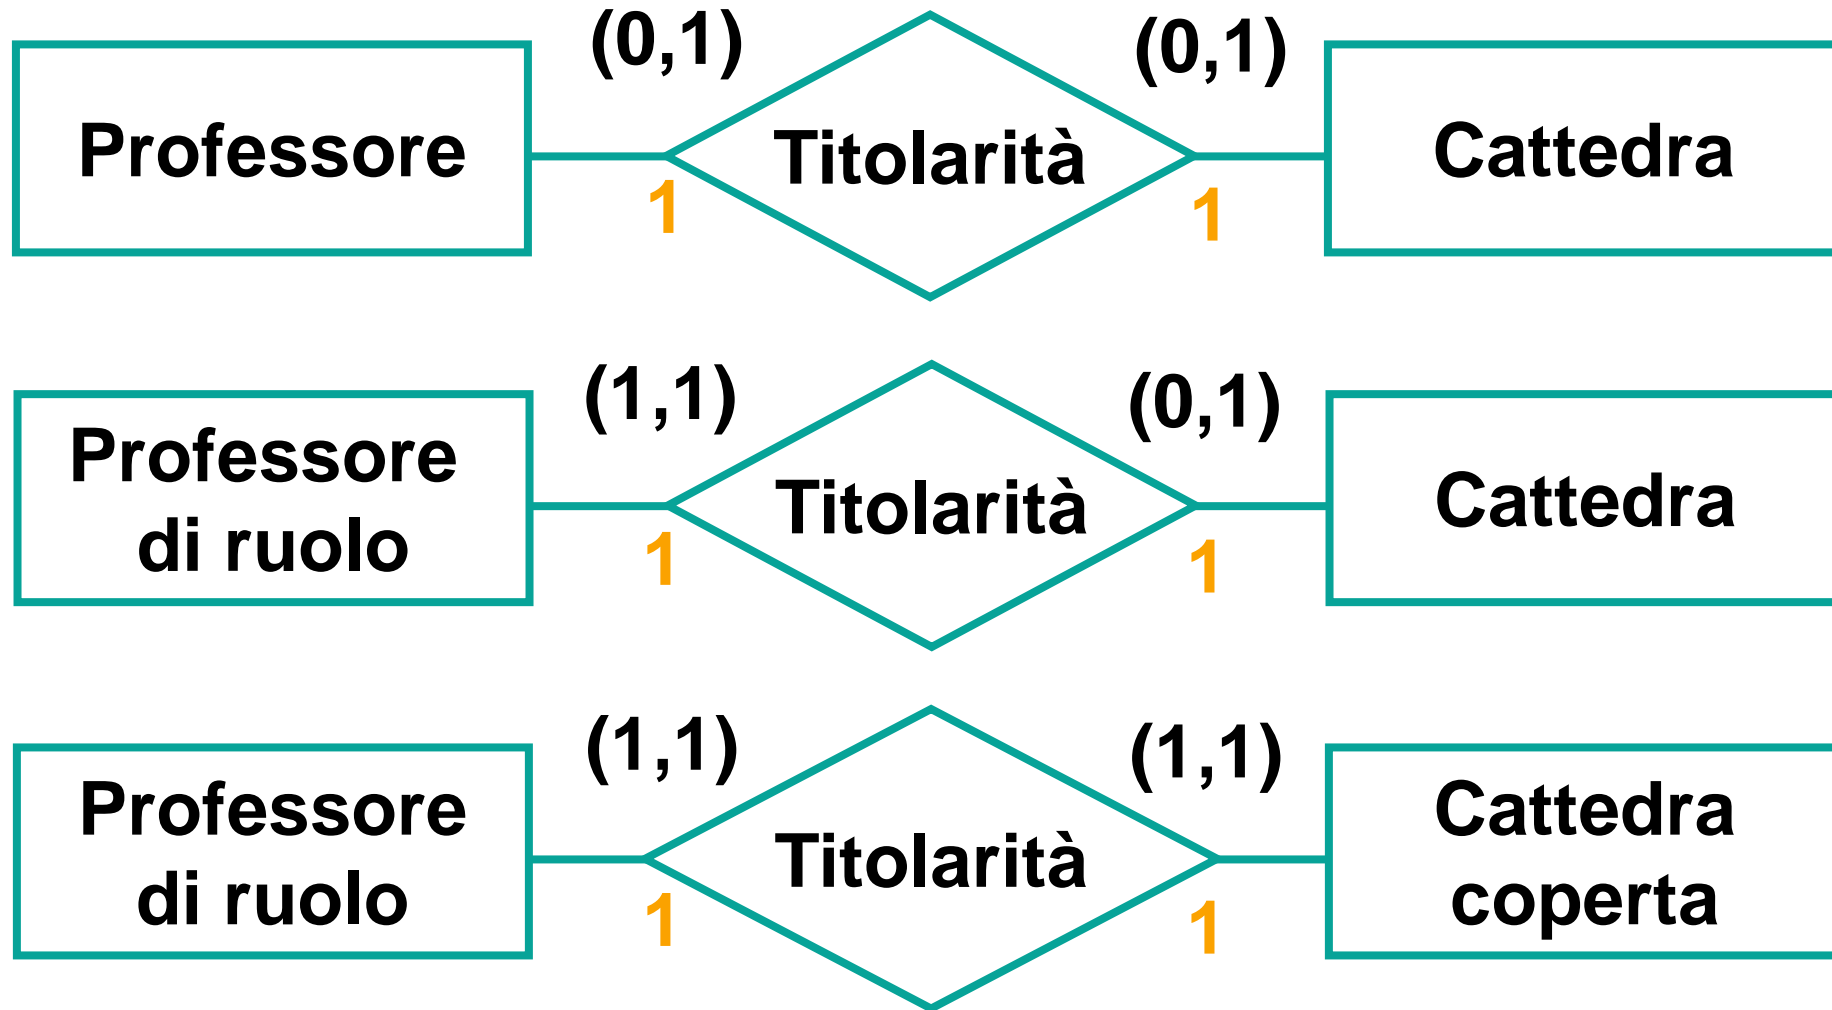 (0,1) (0,1)
Professore Titolarità Cattedra
1 1
(1,1) (0,1)
Professore
di ruolo Titolarità Cattedra
1 1
(1,1) (1,1)
Professore
di ruolo Titolarità Cattedra
coperta
1 1